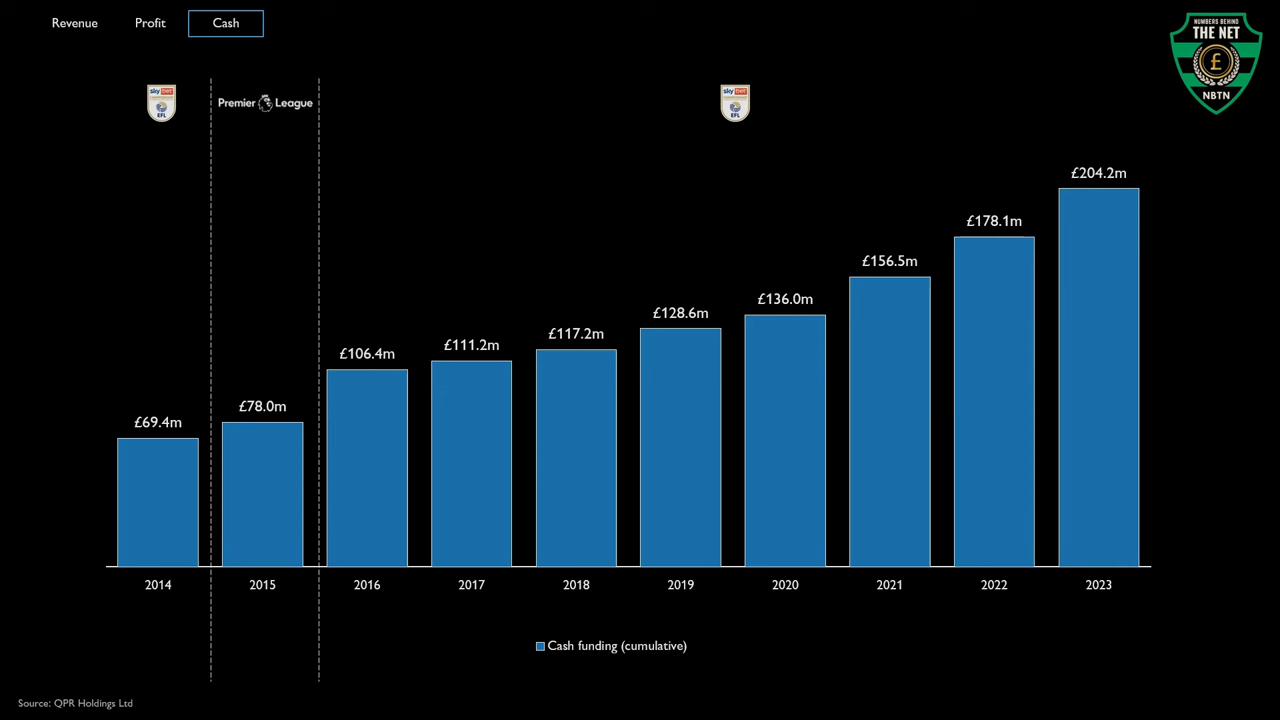 Revenue
Profit
Cash
NUMBERS BEHIND
THE NET
£
NBTN
sky bet
EFL
Premier League
sky bet
EFL
£204.2m
£178.1m
£156.5m
£136.0m
£128.6m
£117.2m
£111.2m
£106.4m
£78.0m
£69.4m
2014
2015
2016
2017
2018
2019
2020
2021
2022
2023
Cash funding (cumulative)
Source: QPR Holdings Ltd